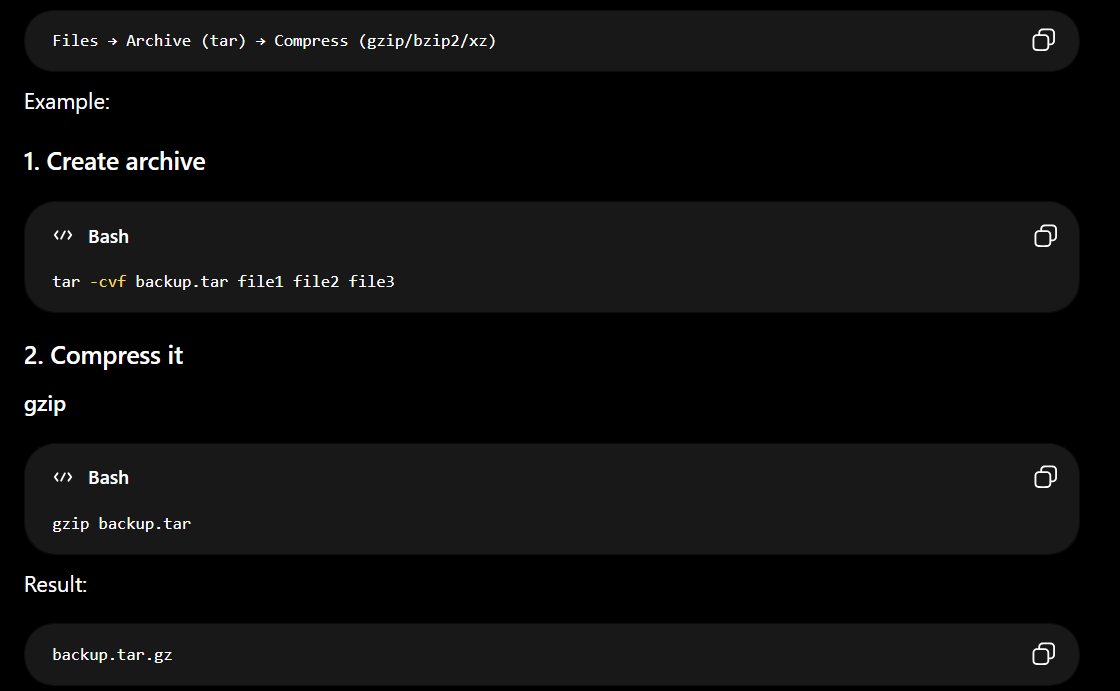 Files → Archive (tar) → Compress (gzip/bzip2/xz)
Example:
1. Create archive
Bash
tar -cvf backup.tar file1 file2 file3
2. Compress it
gzip
Bash
gzip backup.tar
Result:
backup.tar.gz